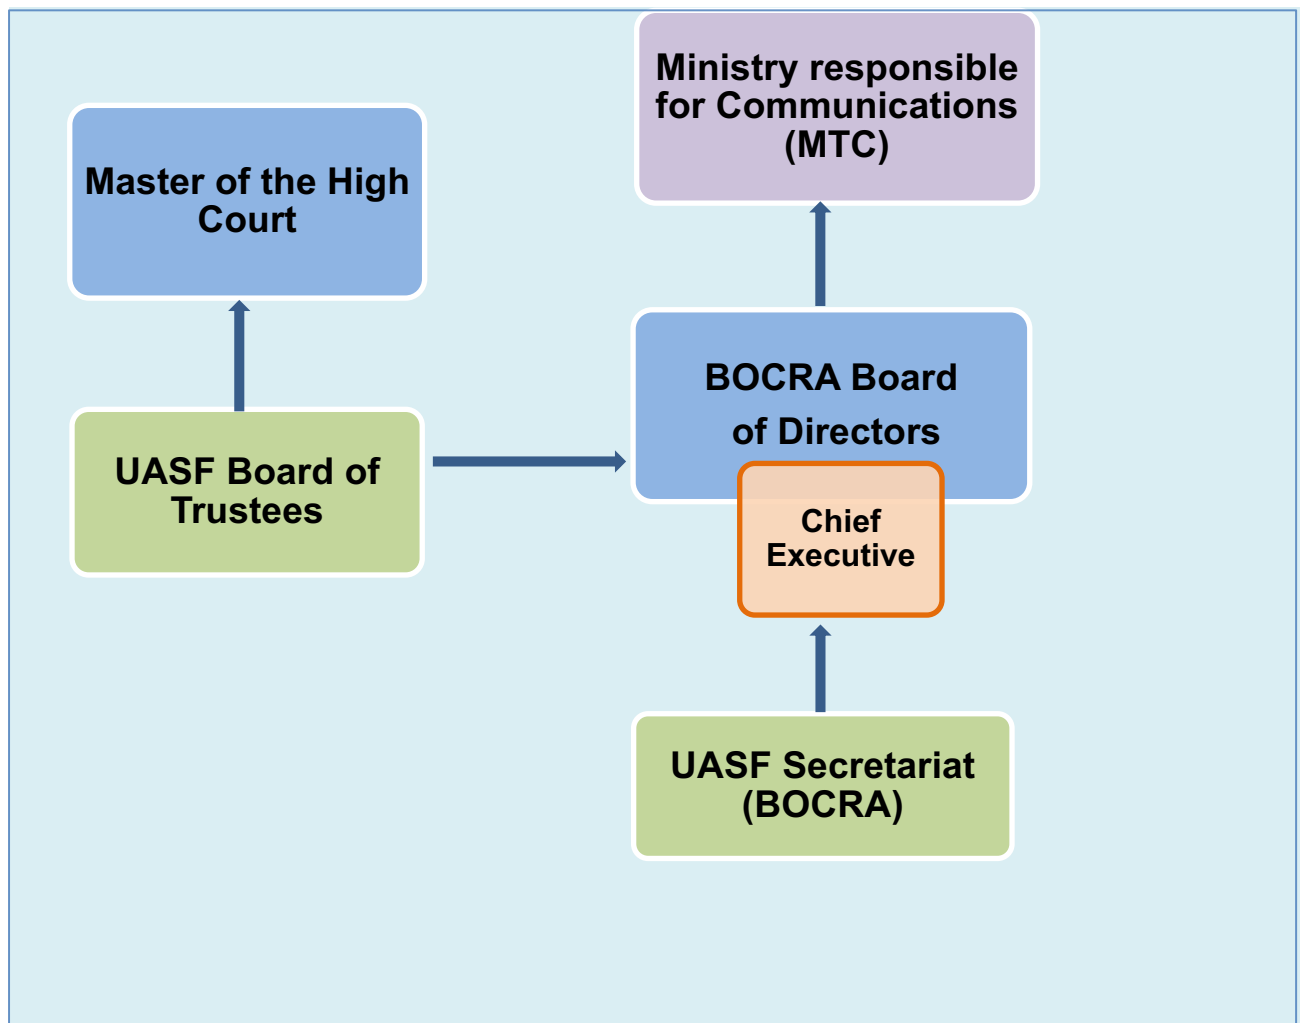 Ministry responsible
for Communications
(MTC)
Master of the High
Court
BOCRA Board
of Directors
UASF Board of
Trustees
Chief
Executive
UASF Secretariat
(BOCRA)